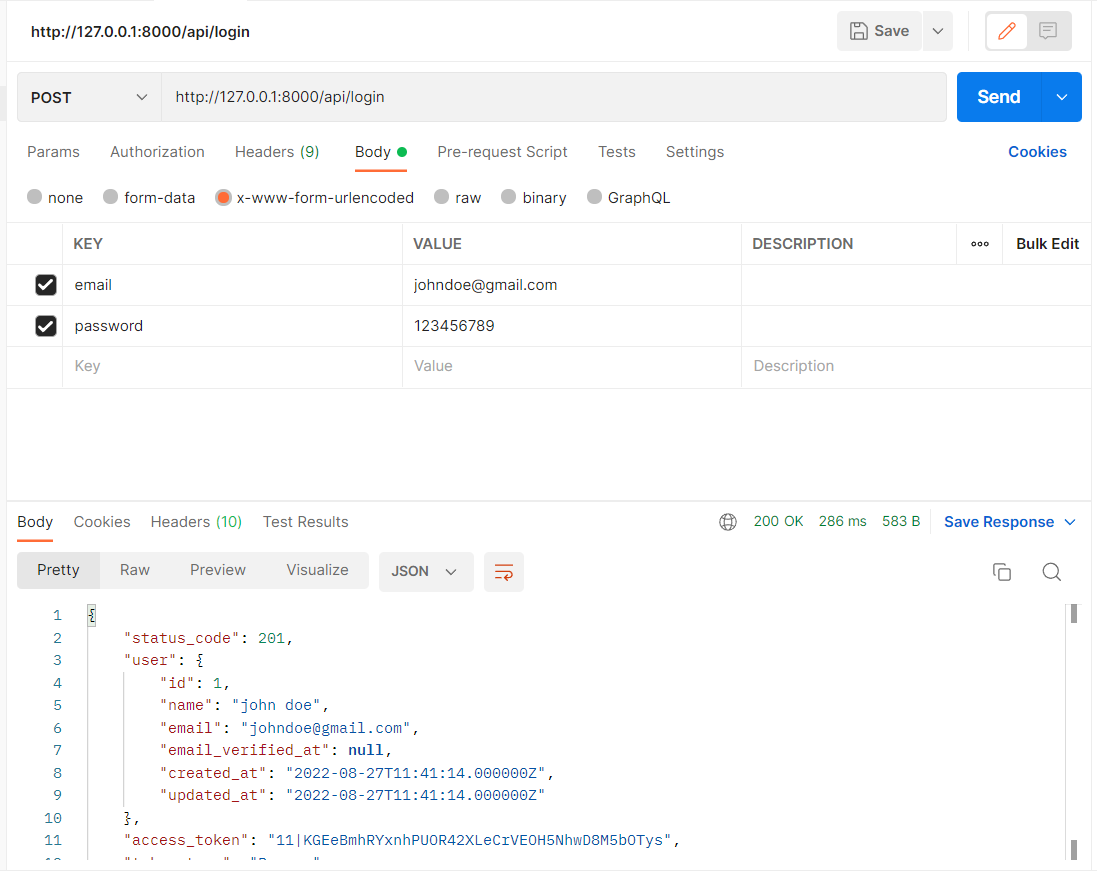 http://127.0.0.1:8000/api/login
Save
POST http://127.0.0.1:8000/api/login Send
Params Authorization Headers (9) Body Pre-request Script Tests Settings Cookies
none form-data x-www-form-urlencoded raw binary GraphQL
KEY VALUE DESCRIPTION ooo Bulk Edit
email johndoe@gmail.com
password 123456789
Key Value Description
Body Cookies Headers (10) Test Results 200 OK 286 ms 583 B Save Response
Pretty Raw Preview Visualize JSON
1 {
2 "status_code": 201,
3 "user": {
4 "id": 1,
5 "name": "john doe",
6 "email": "johndoe@gmail.com",
7 "email_verified_at": null,
8 "created_at": "2022-08-27T11:41:14.000000Z",
9 "updated_at": "2022-08-27T11:41:14.000000Z"
10 },
11 "access_token": "11|KGEeBmhRYxnhPUOR42XLeCrVEOH5NhwD8M5bOTys",